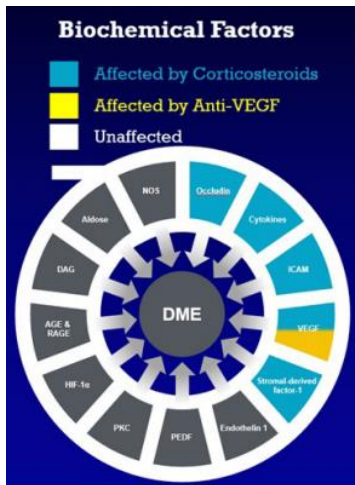 Biochemical Factors
Affected by Corticosteroids
Affected by Anti-VEGF
Unaffected
NOS
Occludin
Cytokines
ICAM
VEGF
Stromal-derived
factor-1
Endothelin 1
PEDF
PKC
HIF-1α
AGE &
RAGE
DAG
Aldose
DME